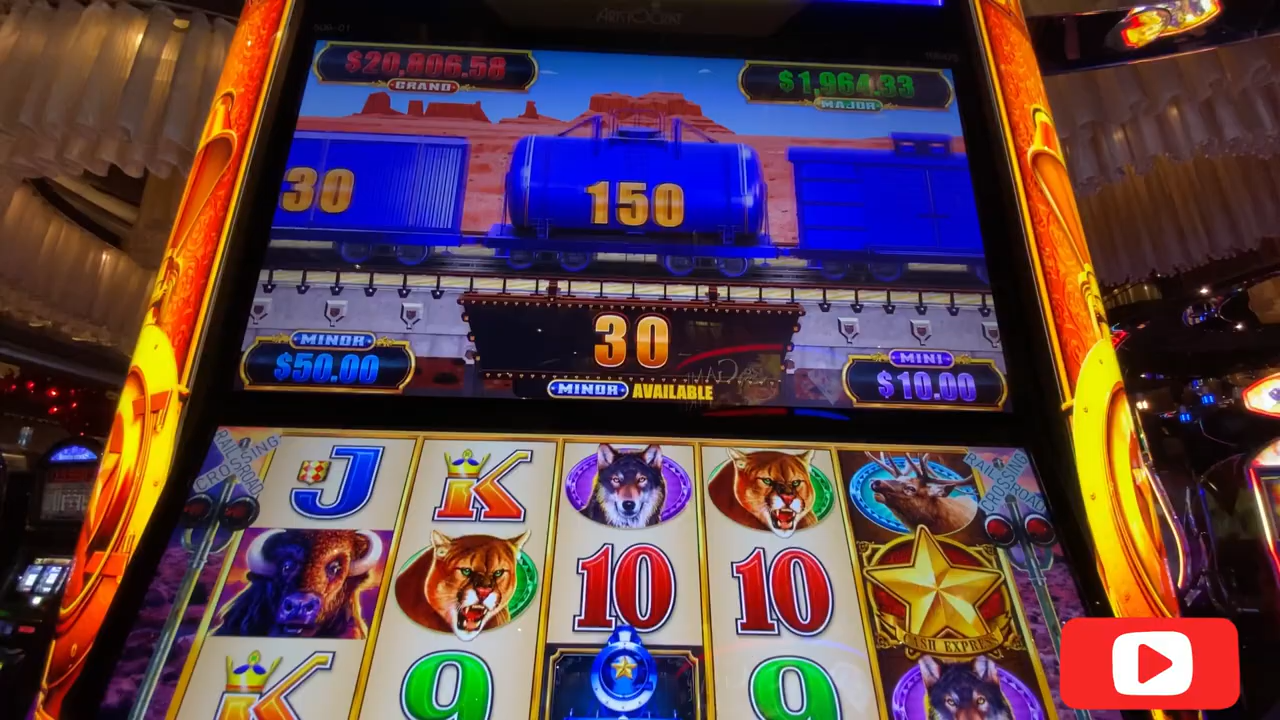 ARISTOCRAT
$20,806.58
GRAND
$1,964.33
MAJOR
30
150
30
MINOR
$50.00
MINOR AVAILABLE
MINI
$10.00
RAILROAD CROSSING
J
K
RAILROAD CROSSING
10
10
CASH EXPRESS
K
9
9